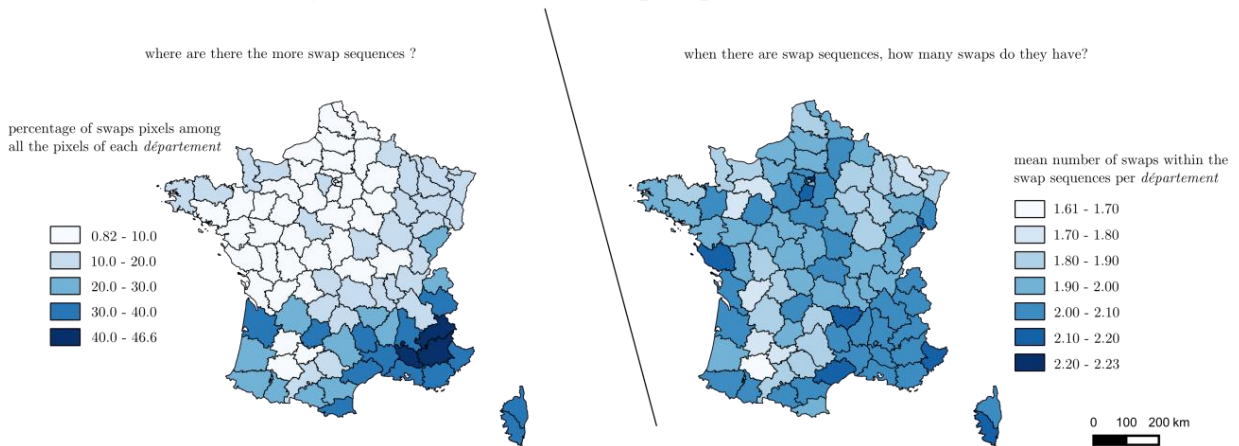 where are there the more swap sequences ?
percentage of swaps pixels among
all the pixels of each département
0.82 - 10.0
10.0 - 20.0
20.0 - 30.0
30.0 - 40.0
40.0 - 46.6
when there are swap sequences, how many swaps do they have?
mean number of swaps within the
swap sequences per département
1.61 - 1.70
1.70 - 1.80
1.80 - 1.90
1.90 - 2.00
2.00 - 2.10
2.10 - 2.20
2.20 - 2.23
0 100 200 km